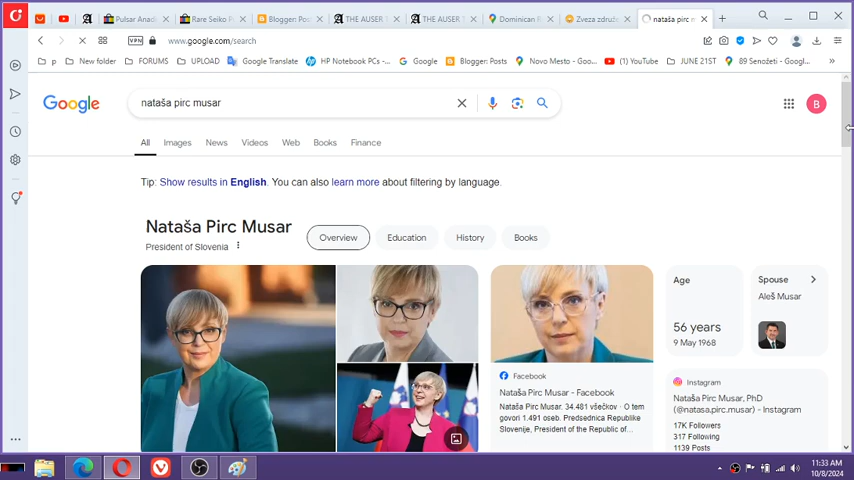 Pulsar Anad
Rare Seiko P
Bloggen Pos
THE AUSER T
THE AUSER T
Dominican R
Zveza združe
nataša pirc m
VPN www.google.com/search
p New folder FORUMS UPLOAD Google Translate HP Notebook PC -... Google Blogger: Posts Novo Mesto - Goo... (1) YouTube JUNE 21ST 89 Senožeti - Googl...
Google nataša pirc musar B
All Images News Videos Web Books Finance
Tip: Show results in English. You can also learn more about filtering by language.
Nataša Pirc Musar
President of Slovenia
Overview Education History Books
Age
56 years
9 May 1968
Spouse
Aleš Musar
Facebook
Nataša Pirc Musar - Facebook
Nataša Pirc Musar. 34.481 všečkov · O tem
govori 1.491 oseb. Predsednica Republike
Slovenije, President of the Republic of...
Instagram
Nataša Pirc Musar, PhD
(@natasa.pirc.musar) - Instagram
17K Followers
317 Following
1139 Posts
11:33 AM
10/8/2024